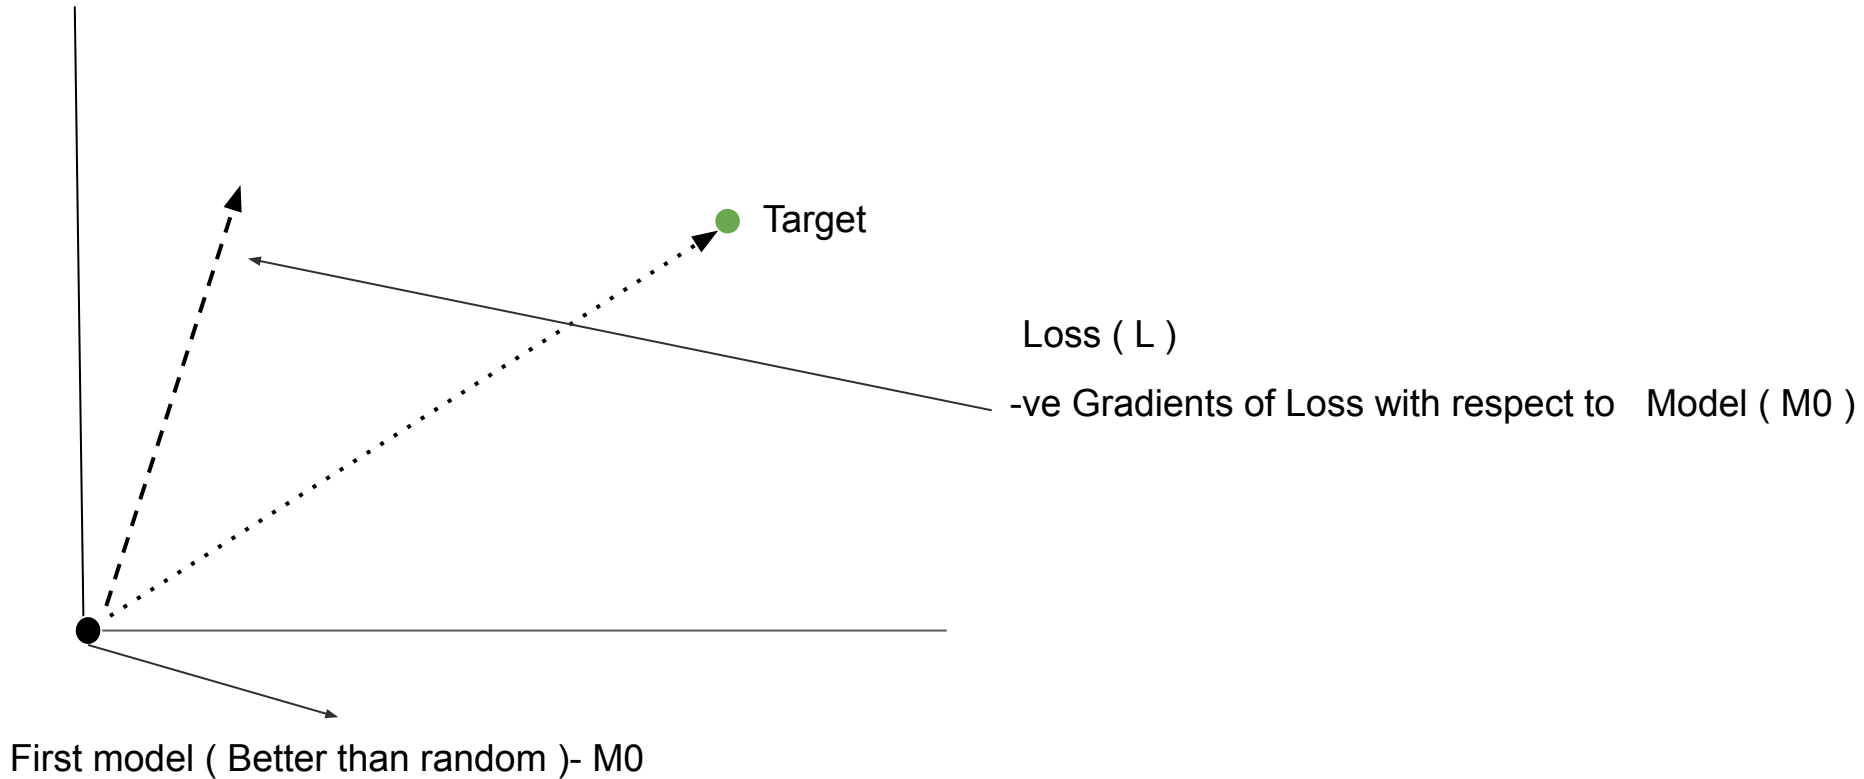 Target
Loss ( L )
-ve Gradients of Loss with respect to Model ( M0 )
First model ( Better than random )- M0